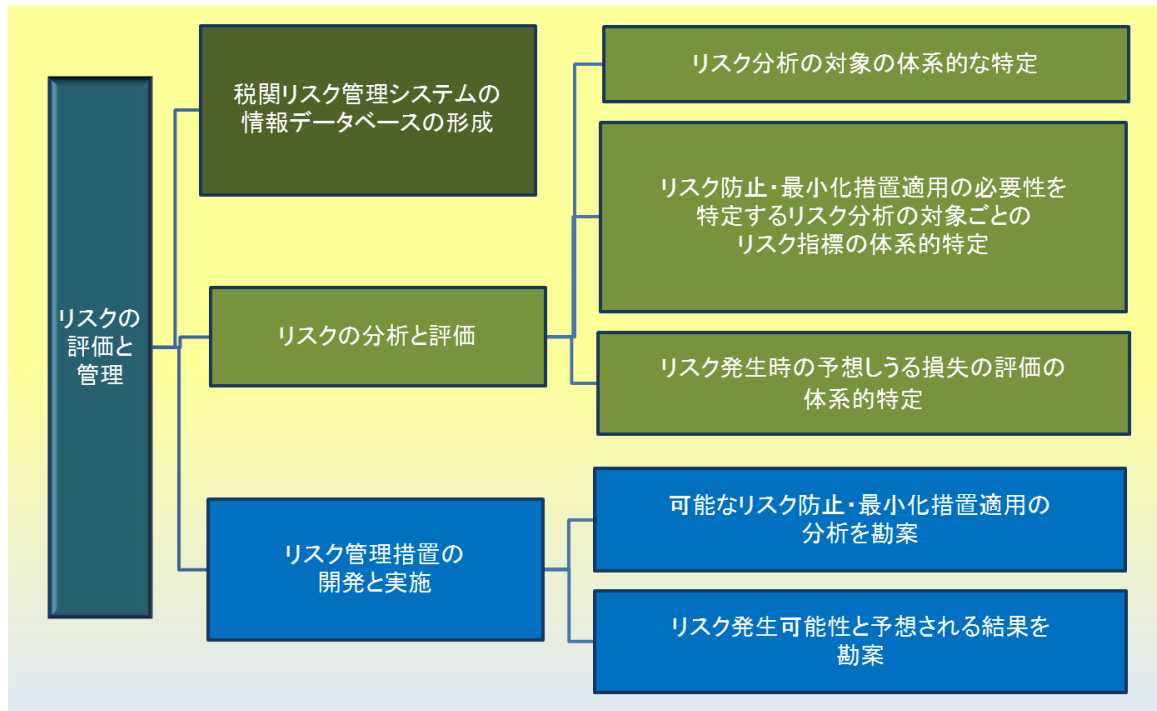 リスクの
評価と
管理
税関リスク管理システムの
情報データベースの形成
リスクの分析と評価
リスク管理措置の
開発と実施
リスク分析の対象の体系的な特定
リスク防止・最小化措置適用の必要性を
特定するリスク分析の対象ごとの
リスク指標の体系的特定
リスク発生時の予想しうる損失の評価の
体系的特定
可能なリスク防止・最小化措置適用の
分析を勘案
リスク発生可能性と予想される結果を
勘案